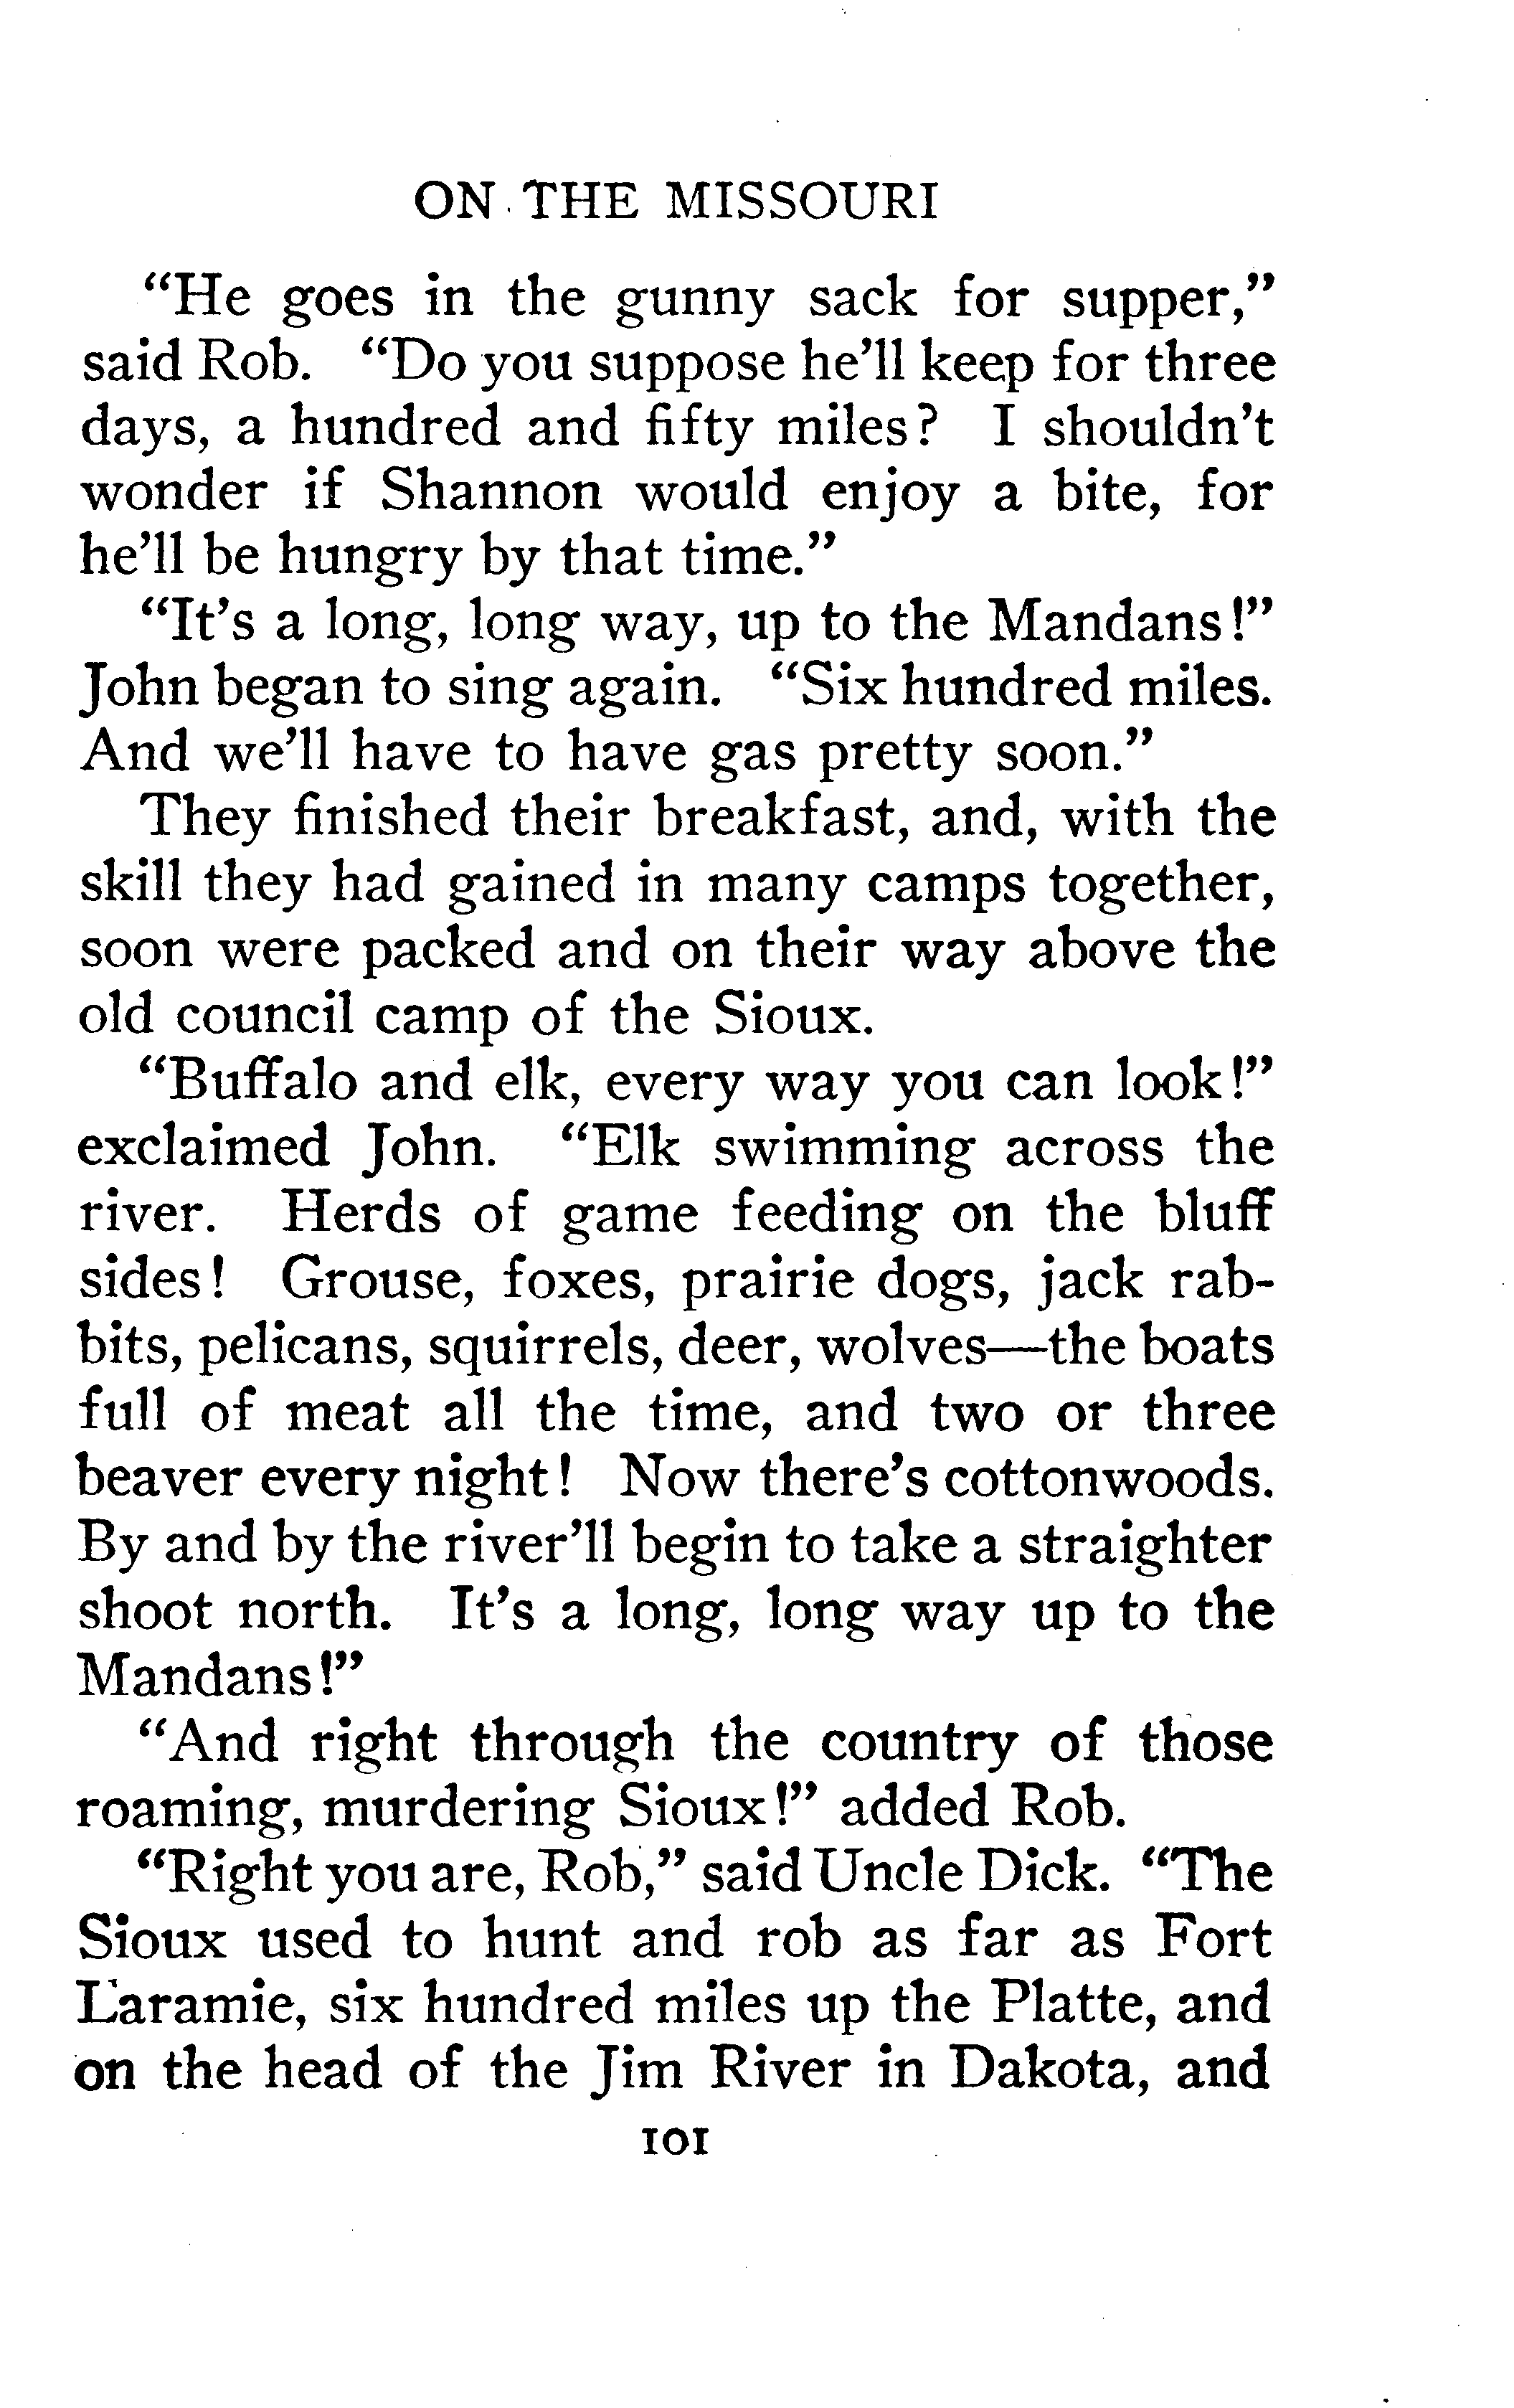 ON THE MISSOURI
“He goes in the gunny sack for supper,”
said Rob. “Do you suppose he’ll keep for three
days, a hundred and fifty miles? I shouldn’t
wonder if Shannon would enjoy a bite, for
he’ll be hungry by that time.”
“It’s a long, long way, up to the Mandans!”
John began to sing again. “Six hundred miles.
And we’ll have to have gas pretty soon.”
They finished their breakfast, and, with the
skill they had gained in many camps together,
soon were packed and on their way above the
old council camp of the Sioux.
“Buffalo and elk, every way you can look!”
exclaimed John. “Elk swimming across the
river. Herds of game feeding on the bluff
sides! Grouse, foxes, prairie dogs, jack rab-
bits, pelicans, squirrels, deer, wolves—the boats
full of meat all the time, and two or three
beaver every night! Now there’s cottonwoods.
By and by the river’ll begin to take a straighter
shoot north. It’s a long, long way up to the
Mandans!”
“And right through the country of those
roaming, murdering Sioux!” added Rob.
“Right you are, Rob,” said Uncle Dick. “The
Sioux used to hunt and rob as far as Fort
Laramie, six hundred miles up the Platte, and
on the head of the Jim River in Dakota, and
101